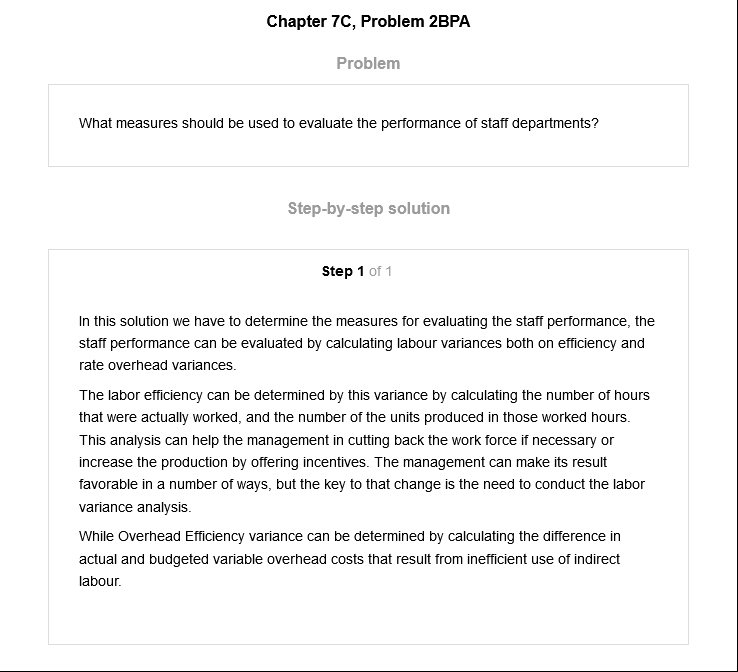 Chapter 7C, Problem 2BPA
Problem
What measures should be used to evaluate the performance of staff departments?
Step-by-step solution
Step 1 of 1
In this solution we have to determine the measures for evaluating the staff performance, the
staff performance can be evaluated by calculating labour variances both on efficiency and
rate overhead variances.
The labor efficiency can be determined by this variance by calculating the number of hours
that were actually worked, and the number of the units produced in those worked hours.
This analysis can help the management in cutting back the work force if necessary or
increase the production by offering incentives. The management can make its result
favorable in a number of ways, but the key to that change is the need to conduct the labor
variance analysis.
While Overhead Efficiency variance can be determined by calculating the difference in
actual and budgeted variable overhead costs that result from inefficient use of indirect
labour.